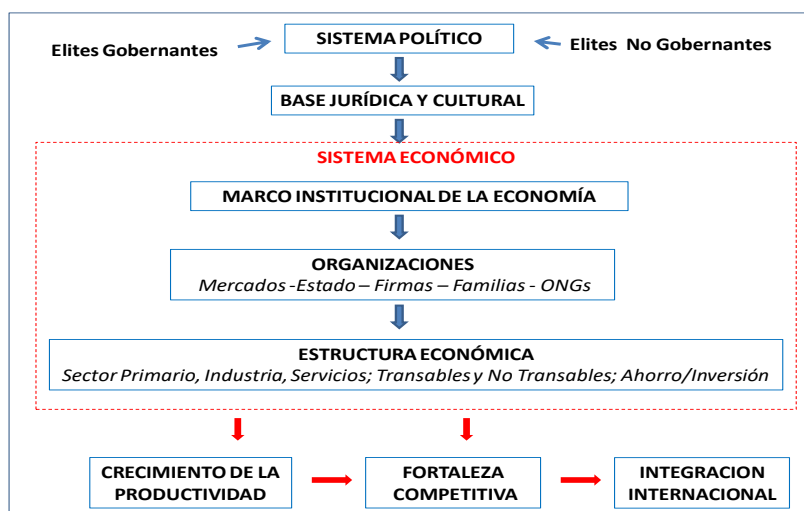 SISTEMA POLÍTICO
Elites Gobernantes
Elites No Gobernantes
BASE JURÍDICA Y CULTURAL
SISTEMA ECONÓMICO
MARCO INSTITUCIONAL DE LA ECONOMÍA
ORGANIZACIONES
Mercados -Estado – Firmas – Familias - ONGs
ESTRUCTURA ECONÓMICA
Sector Primario, Industria, Servicios; Transables y No Transables; Ahorro/Inversión
CRECIMIENTO DE LA
PRODUCTIVIDAD
FORTALEZA
COMPETITIVA
INTEGRACION
INTERNACIONAL